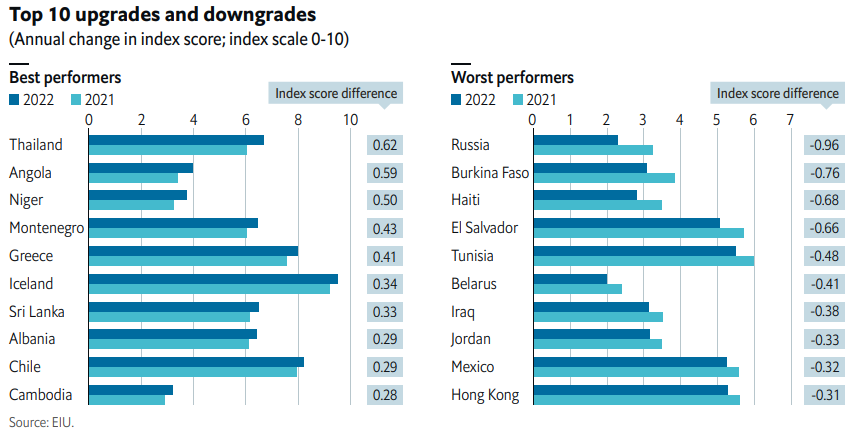 Top 10 upgrades and downgrades
(Annual change in index score; index scale 0-10)
Best performers
2022 2021
Index score difference
0 2 4 6 8 10
Thailand 0.62
Angola 0.59
Niger 0.50
Montenegro 0.43
Greece 0.41
Iceland 0.34
Sri Lanka 0.33
Albania 0.29
Chile 0.29
Cambodia 0.28
Worst performers
2022 2021
Index score difference
0 1 2 3 4 5 6 7
Russia -0.96
Burkina Faso -0.76
Haiti -0.68
El Salvador -0.66
Tunisia -0.48
Belarus -0.41
Iraq -0.38
Jordan -0.33
Mexico -0.32
Hong Kong -0.31
Source: EIU.